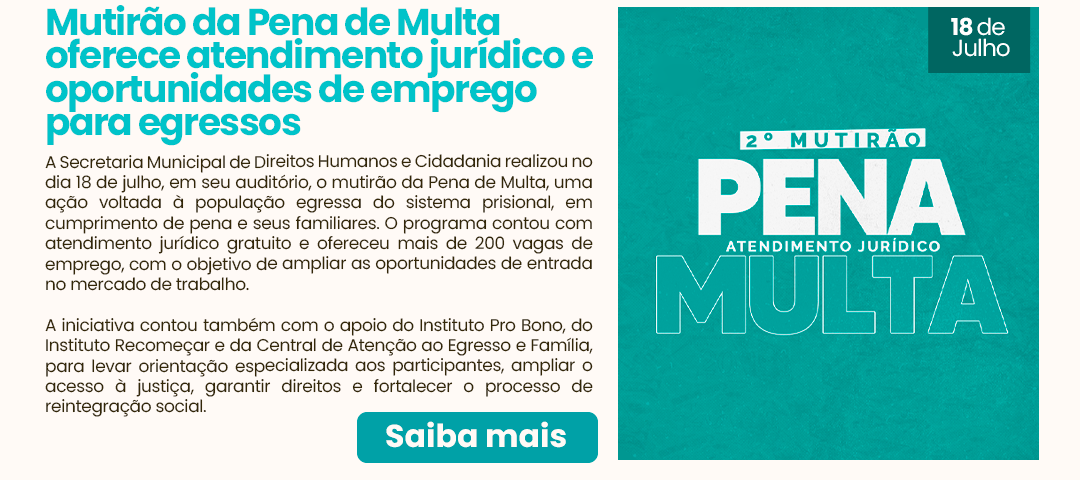 Mutirão da Pena de Multa
oferece atendimento jurídico e
oportunidades de emprego
para egressos
A Secretaria Municipal de Direitos Humanos e Cidadania realizou no
dia 18 de julho, em seu auditório, o mutirão da Pena de Multa, uma
ação voltada à população egressa do sistema prisional, em
cumprimento de pena e seus familiares. O programa contou com
atendimento jurídico gratuito e ofereceu mais de 200 vagas de
emprego, com o objetivo de ampliar as oportunidades de entrada
no mercado de trabalho.
A iniciativa contou também com o apoio do Instituto Pro Bono, do
Instituto Recomeçar e da Central de Atenção ao Egresso e Família,
para levar orientação especializada aos participantes, ampliar o
acesso à justiça, garantir direitos e fortalecer o processo de
reintegração social.
Saiba mais
18 de
Julho
2º MUTIRÃO
PENA
ATENDIMENTO JURÍDICO
MULTA